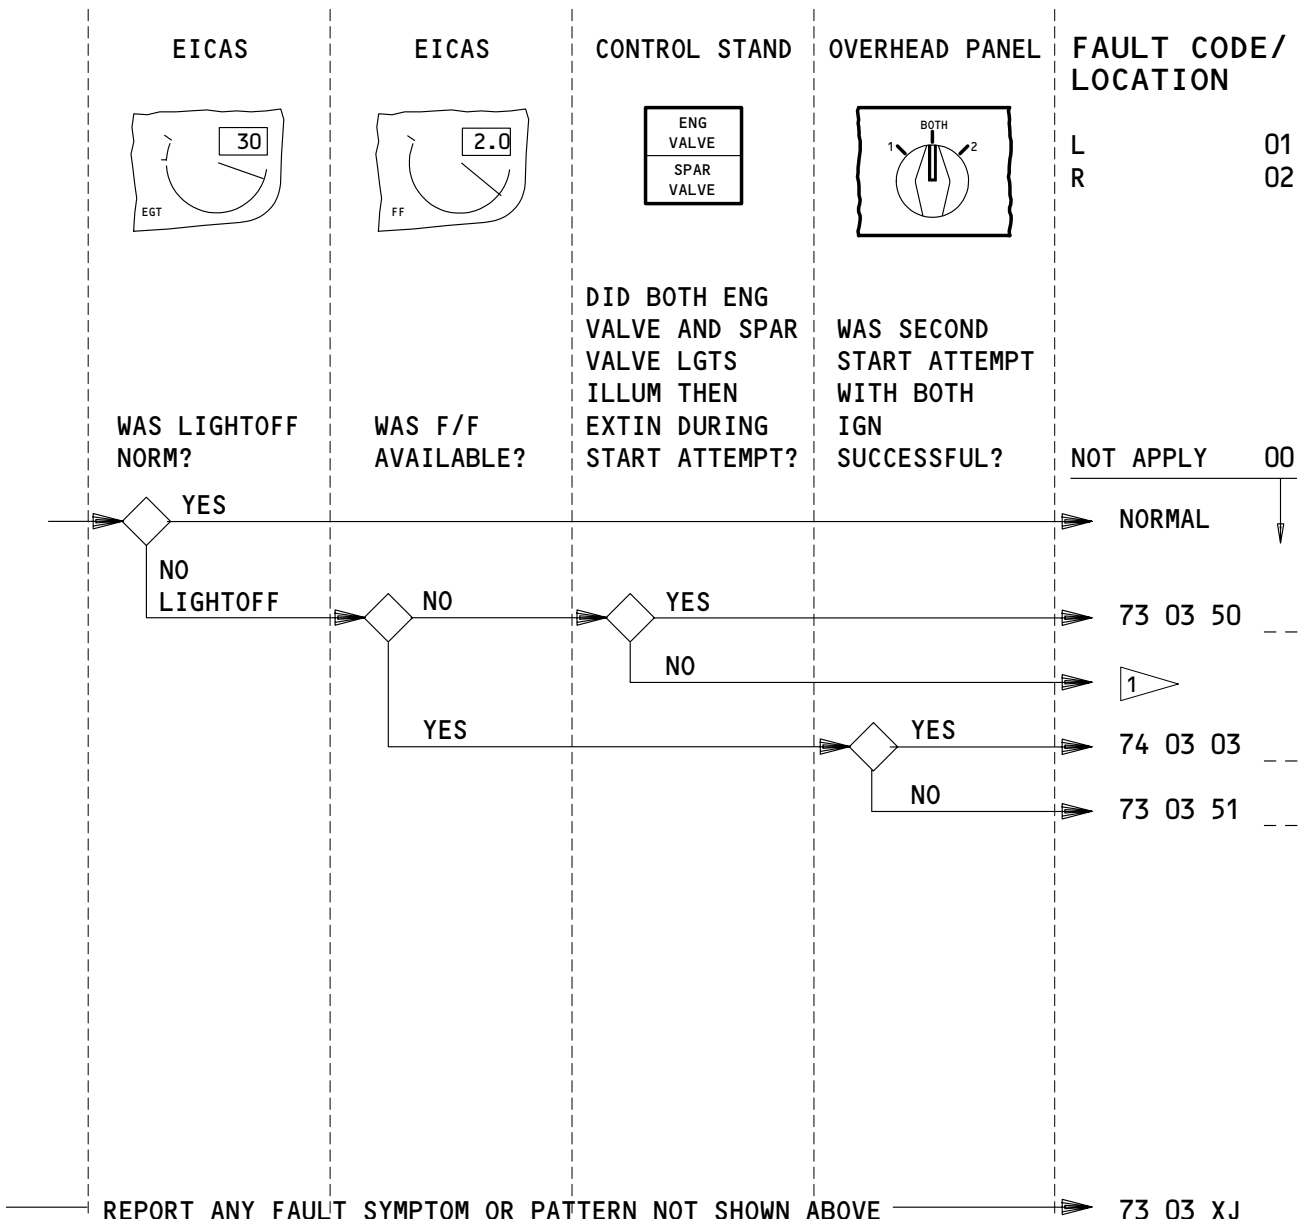 EICAS
EICAS
CONTROL STAND
OVERHEAD PANEL
FAULT CODE/
LOCATION
30
EGT
2.0
FF
ENG
VALVE
SPAR
VALVE
BOTH
1
2
L 01
R 02
WAS LIGHTOFF
NORM?
WAS F/F
AVAILABLE?
DID BOTH ENG
VALVE AND SPAR
VALVE LGTS
ILLUM THEN
EXTIN DURING
START ATTEMPT?
WAS SECOND
START ATTEMPT
WITH BOTH
IGN
SUCCESSFUL?
NOT APPLY 00
YES
NORMAL
NO
LIGHTOFF
NO
YES
73 03 50 _ _
NO
1
YES
YES
74 03 03 _ _
NO
73 03 51 _ _
REPORT ANY FAULT SYMPTOM OR PATTERN NOT SHOWN ABOVE
73 03 XJ